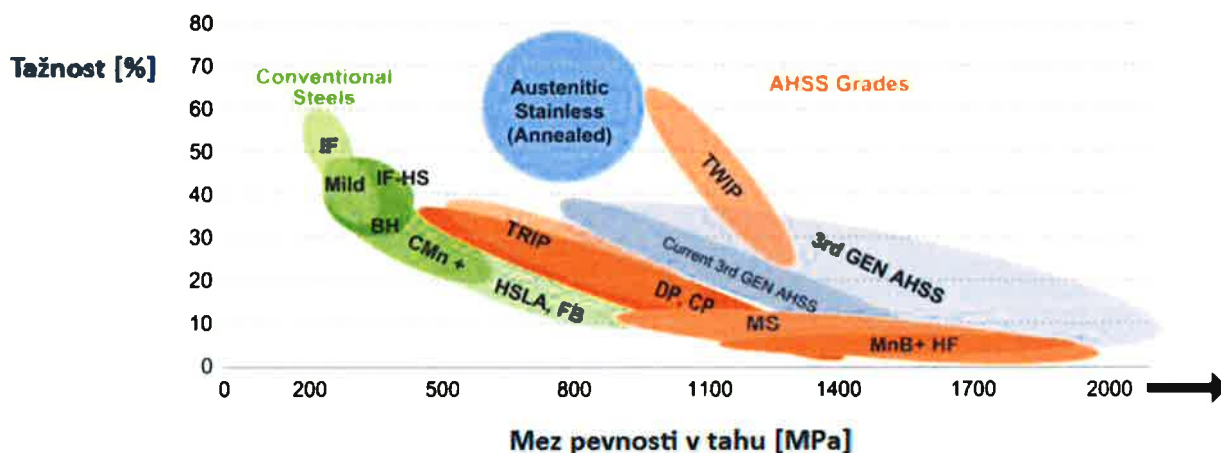 80
Tažnost [%]
70
60
50
40
30
20
10
0
Conventional
Steels
Austenitic
Stainless
(Annealed)
AHSS Grades
IF
Mild
IF-HS
BH
CMn +
HSLA, FB
TRIP
DP, CP
TWIP
Current 3rd GEN AHSS
3rd GEN AHSS
MS
MnB+ HF
0 200 500 800 1100 1400 1700 2000
Mez pevnosti v tahu [MPa]